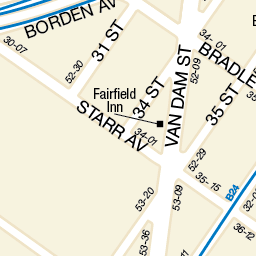 BORDEN AV
31 ST
34 ST
VAN DAM ST
34-01
BRADLE
35 ST
30-07
52-30
52-09
Fairfield
Inn
STARR AV
34-01
52-29
35-15
53-20
53-09
B24
36-12
53-36